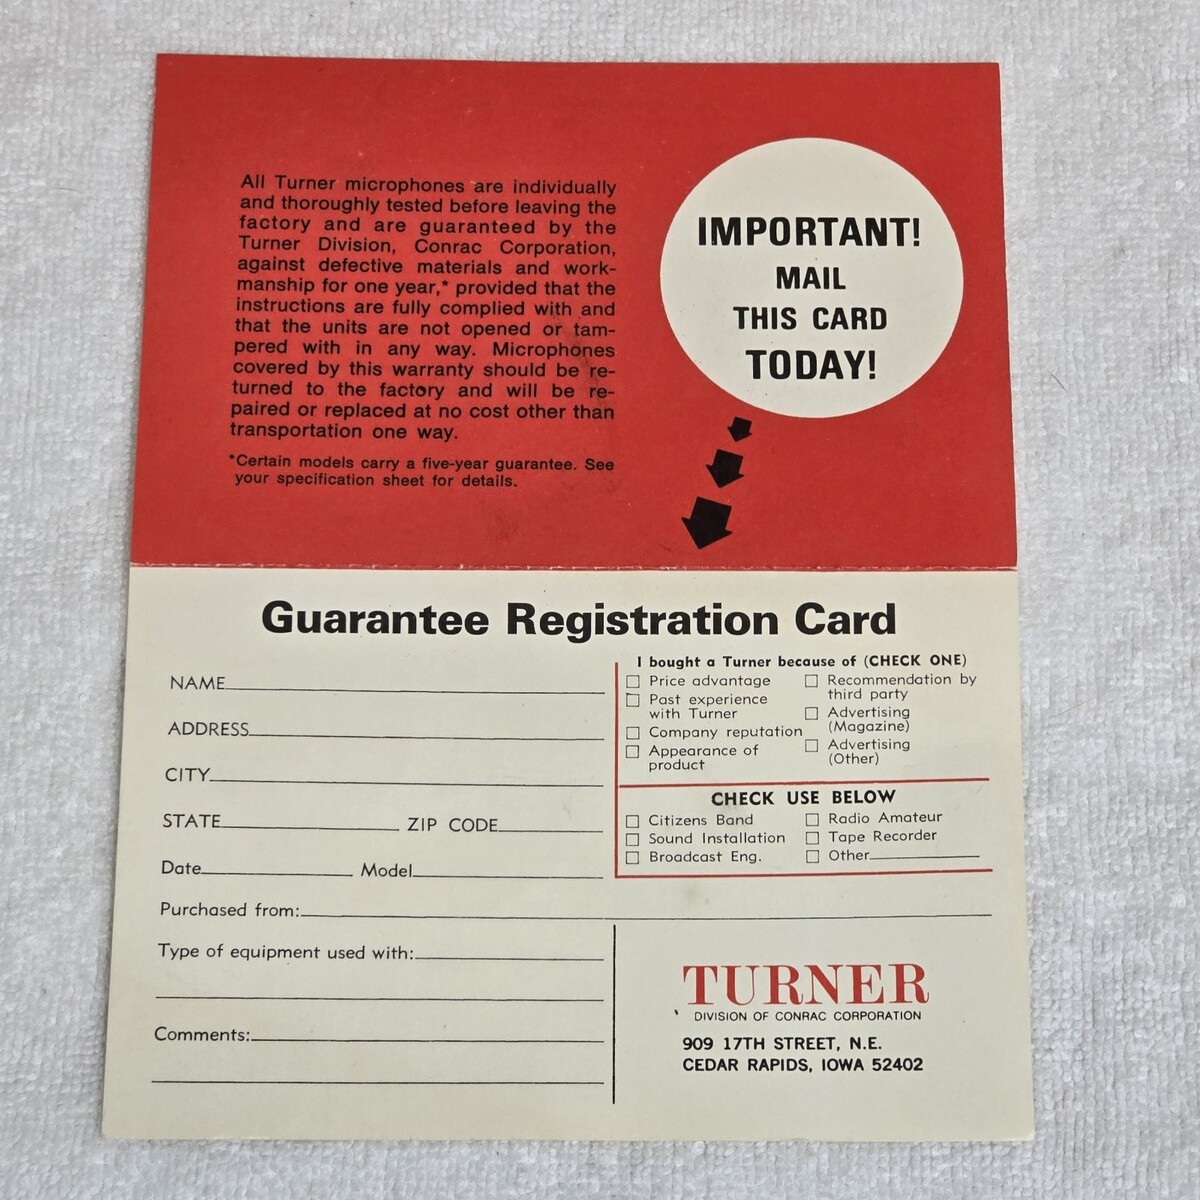 All Turner microphones are individually
and thoroughly tested before leaving the
factory and are guaranteed by the
Turner Division, Conrac Corporation,
against defective materials and work-
manship for one year,* provided that the
instructions are fully complied with and
that the units are not opened or tam-
pered with in any way. Microphones
covered by this warranty should be re-
turned to the factory and will be re-
paired or replaced at no cost other than
transportation one way.
*Certain models carry a five-year guarantee. See
your specification sheet for details.
IMPORTANT!
MAIL
THIS CARD
TODAY!
Guarantee Registration Card
NAME
ADDRESS
CITY
STATE ZIP CODE
Date Model
Purchased from:
Type of equipment used with:
Comments:
I bought a Turner because of (CHECK ONE)
Price advantage
Past experience
with Turner
Company reputation
Appearance of
product
Recommendation by
third party
Advertising
(Magazine)
Advertising
(Other)
CHECK USE BELOW
Citizens Band
Sound Installation
Broadcast Eng.
Radio Amateur
Tape Recorder
Other
TURNER
DIVISION OF CONRAC CORPORATION
909 17TH STREET, N.E.
CEDAR RAPIDS, IOWA 52402